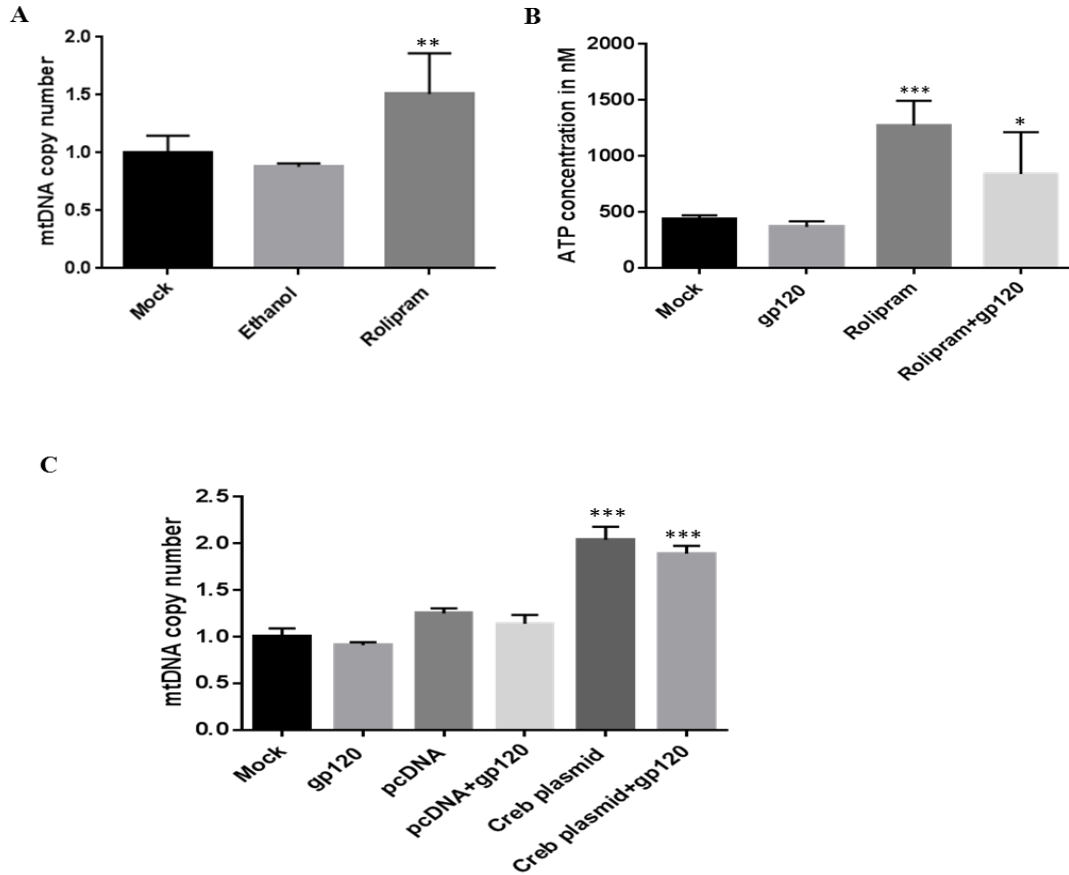 A
mtDNA copy number
2.0
1.5
1.0
0.5
0.0
**
Mock
Ethanol
Rolipram
B
ATP concentration in nM
2000
1500
1000
500
0
***
*
Mock
gp120
Rolipram
Rolipram+gp120
C
mtDNA copy number
2.5
2.0
1.5
1.0
0.5
0.0
***
***
Mock
gp120
pcDNA
pcDNA+gp120
Creb plasmid
Creb plasmid+gp120